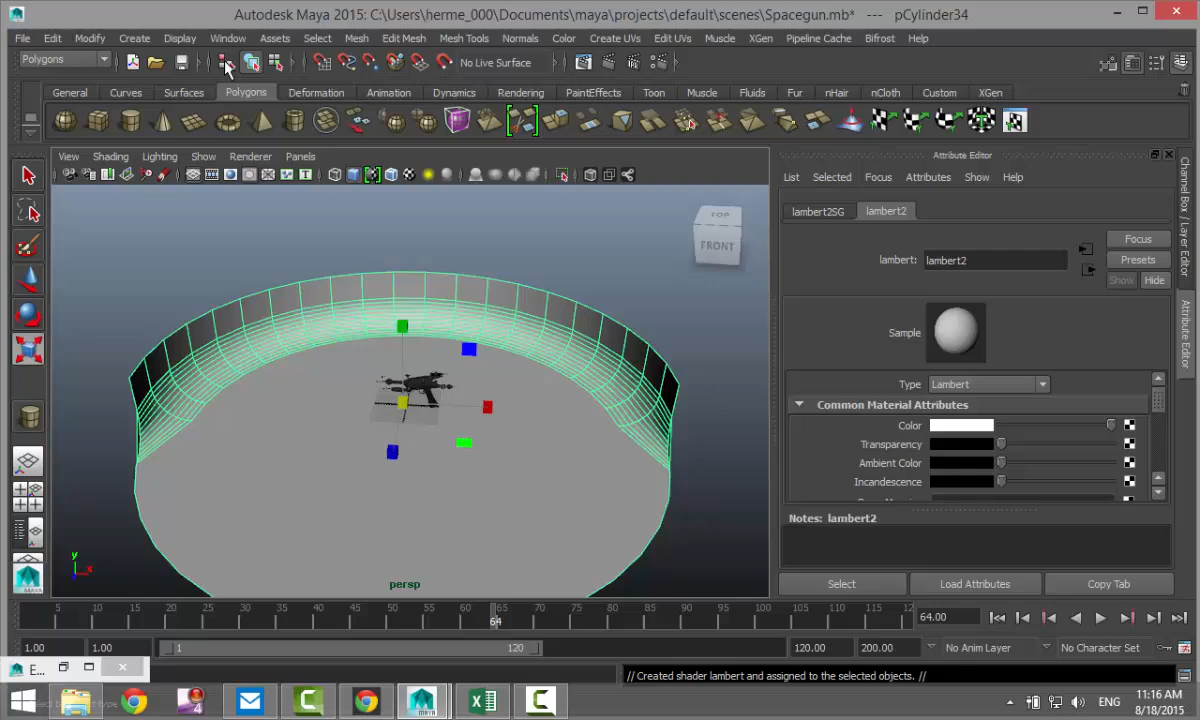 Autodesk Maya 2015: C:\Users\herme_000\Documents\maya\projects\default\scenes\Spacegun.mb* --- pCylinder34
File Edit Modify Create Display Window Assets Select Mesh Edit Mesh Mesh Tools Normals Color Create UVs Edit UVs Muscle XGen Pipeline Cache Bifrost Help
Polygons No Live Surface
General Curves Surfaces Polygons Deformation Animation Dynamics Rendering PaintEffects Toon Muscle Fluids Fur nHair nCloth Custom XGen
View Shading Lighting Show Renderer Panels
Attribute Editor
List Selected Focus Attributes Show Help
lambert2SG lambert2
TOP
FRONT
lambert: lambert2
Focus
Presets
Show Hide
Sample
Type Lambert
Common Material Attributes
Color
Transparency
Ambient Color
Incandescence
Notes: lambert2
Select Load Attributes Copy Tab
Channel Box / Layer Editor
Attribute Editor
y
x
persp
5 10 15 20 25 30 35 40 45 50 55 60 65 70 75 80 85 90 95 100 105 110 115 12
64
64.00
1.00 1.00 1 120 120.00 200.00 No Anim Layer No Character Set
E...
// Created shader lambert and assigned to the selected objects. //
4
ENG
11:16 AM
8/18/2015